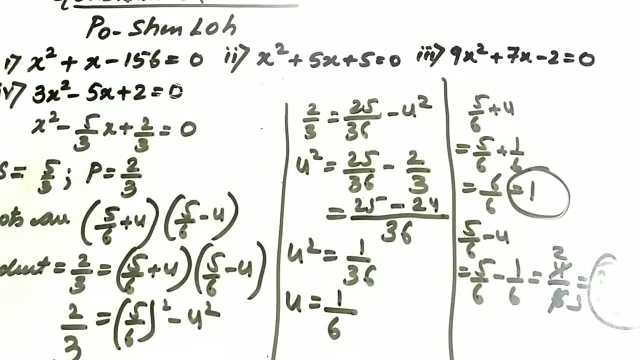 Po-Shen Loh
i) x² + x - 156 = 0 ii) x² + 5x + 5 = 0 iii) 9x² + 7x - 2 = 0
iv) 3x² - 5x + 2 = 0
x² - 5/3 x + 2/3 = 0
S = 5/3 ; P = 2/3
(5/6 + u) (5/6 - u)
= 2/3 = (5/6 + u) (5/6 - u)
2/3 = (5/6)² - u²
2/3 = 25/36 - u²
u² = 25/36 - 2/3
= 25 - 24/36
u² = 1/36
u = 1/6
5/6 + u
= 5/6 + 1/6
= 6/6 = 1
5/6 - u
= 5/6 - 1/6 = 4/6 =